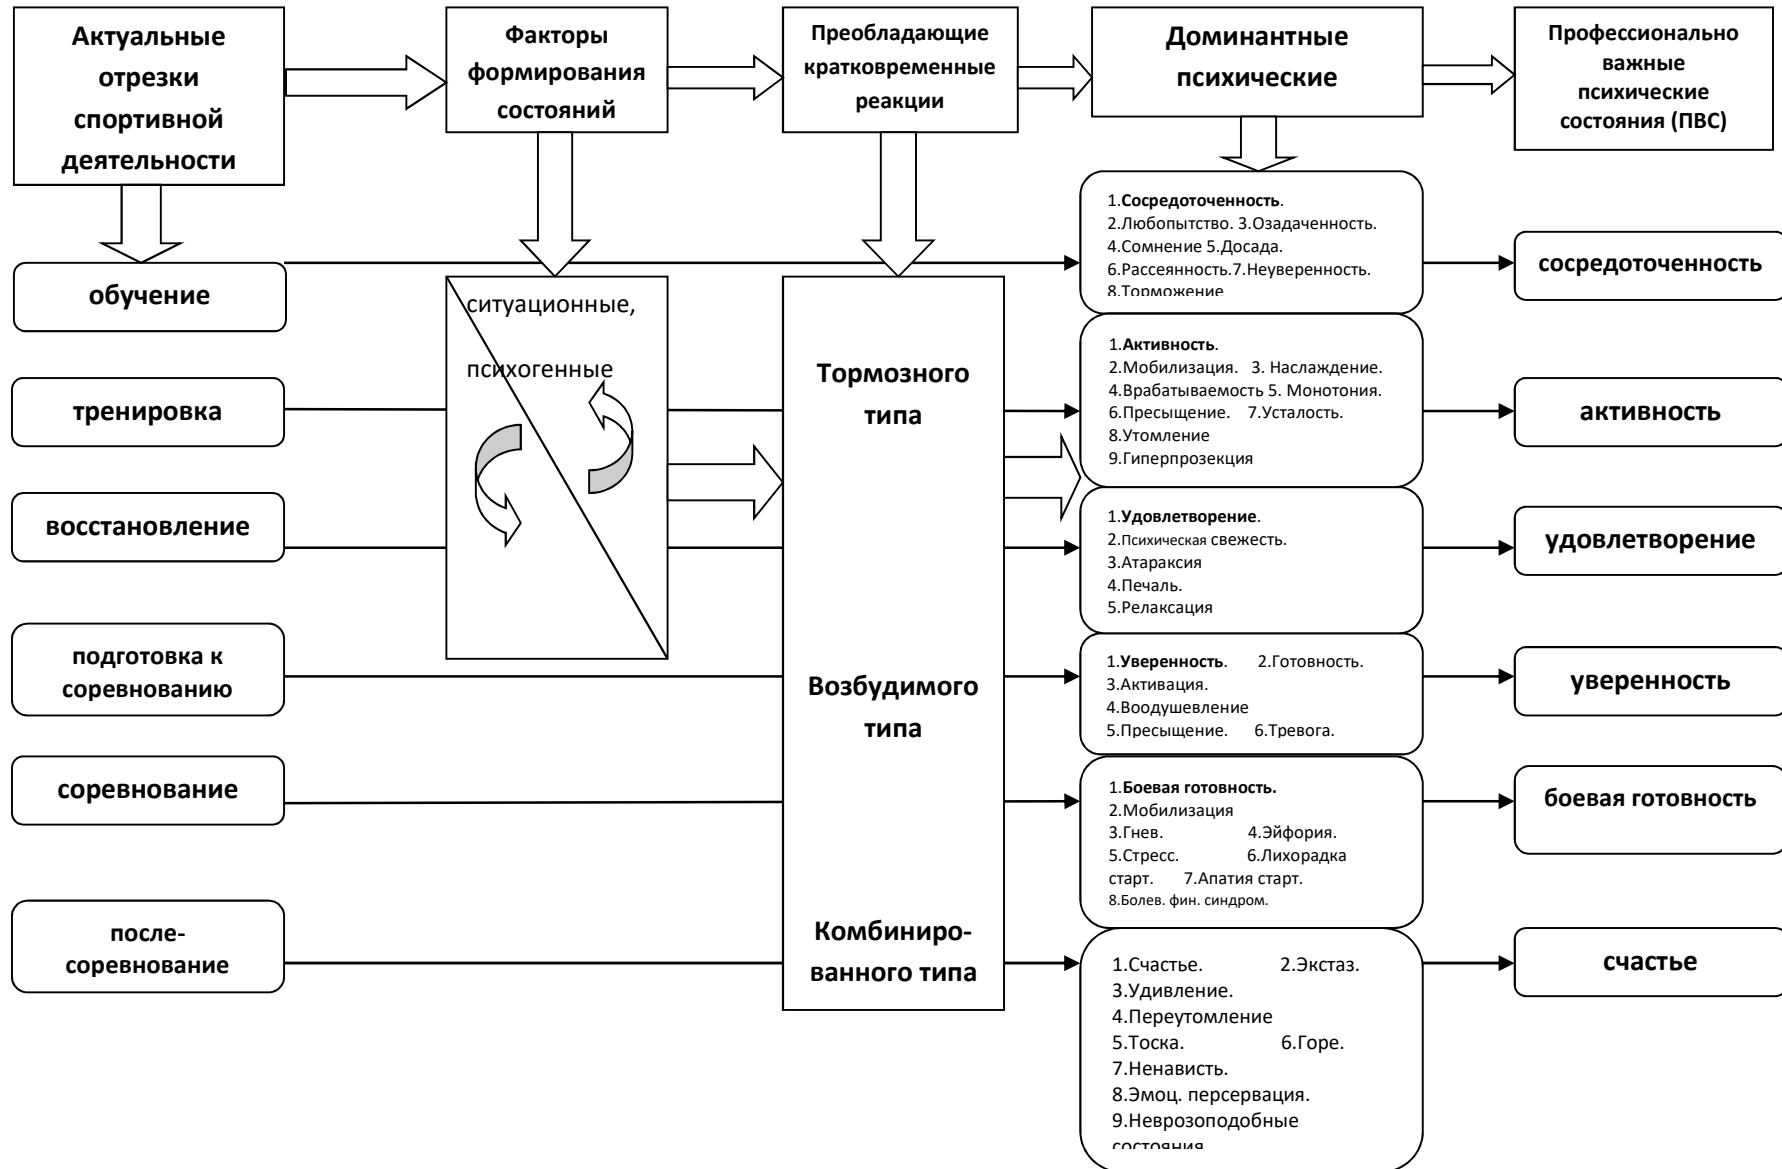 Актуальные
отрезки
спортивной
деятельности
Факторы
формирования
состояний
Преобладающие
кратковременные
реакции
Доминантные
психические
Профессионально
важные
психические
состояния (ПВС)
обучение
тренировка
восстановление
подготовка к
соревнованию
соревнование
после-
соревнование
ситуационные,
психогенные
Тормозного
типа
Возбудимого
типа
Комбиниро-
ванного типа
1.Сосредоточенность.
2.Любопытство. 3.Озадаченность.
4.Сомнение 5.Досада.
6.Рассеянность.7.Неуверенность.
8.Торможение
1.Активность.
2.Мобилизация. 3. Наслаждение.
4.Врабатываемость 5. Монотония.
6.Пресыщение. 7.Усталость.
8.Утомление
9.Гиперпрозекция
1.Удовлетворение.
2.Психическая свежесть.
3.Атараксия
4.Печаль.
5.Релаксация
1.Уверенность. 2.Готовность.
3.Активация.
4.Воодушевление
5.Пресыщение. 6.Тревога.
1.Боевая готовность.
2.Мобилизация
3.Гнев. 4.Эйфория.
5.Стресс. 6.Лихорадка
старт. 7.Апатия старт.
8.Болев. фин. синдром.
1.Счастье. 2.Экстаз.
3.Удивление.
4.Переутомление
5.Тоска. 6.Горе.
7.Ненависть.
8.Эмоц. персервация.
9.Неврозоподобные
состояния
сосредоточенность
активность
удовлетворение
уверенность
боевая готовность
счастье